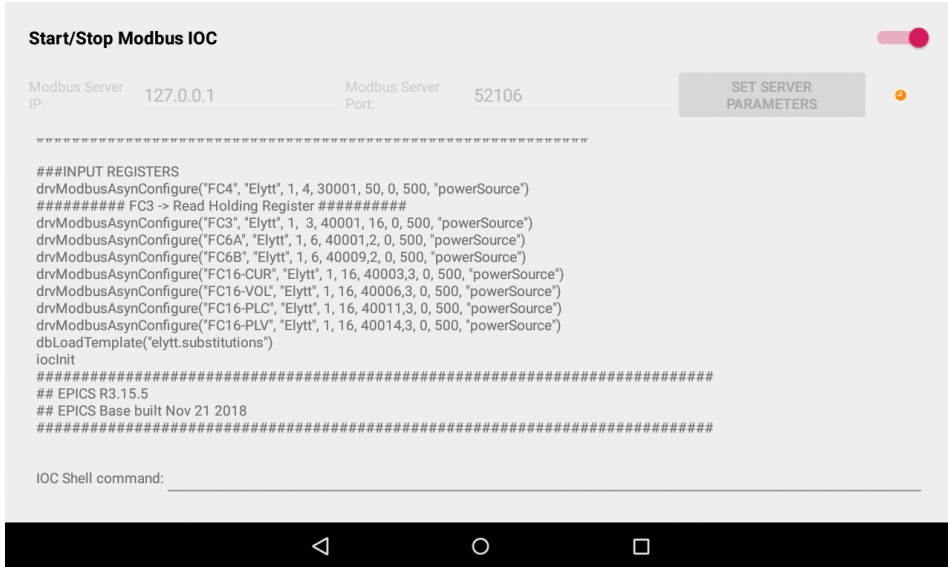 Start/Stop Modbus IOC
Modbus Server IP:
127.0.0.1
Modbus Server Port:
52106
SET SERVER PARAMETERS
###INPUT REGISTERS
drvModbusAsynConfigure("FC4", "Elytt", 1, 4, 30001, 50, 0, 500, "powerSource")
########## FC3 -> Read Holding Register ##########
drvModbusAsynConfigure("FC3", "Elytt", 1,  3, 40001, 16, 0, 500, "powerSource")
drvModbusAsynConfigure("FC6A", "Elytt", 1, 6, 40001,2, 0, 500, "powerSource")
drvModbusAsynConfigure("FC6B", "Elytt", 1, 6, 40009,2, 0, 500, "powerSource")
drvModbusAsynConfigure("FC16-CUR", "Elytt", 1, 16, 40003,3, 0, 500, "powerSource")
drvModbusAsynConfigure("FC16-VOL", "Elytt", 1, 16, 40006,3, 0, 500, "powerSource")
drvModbusAsynConfigure("FC16-PLC", "Elytt", 1, 16, 40011,3, 0, 500, "powerSource")
drvModbusAsynConfigure("FC16-PLV", "Elytt", 1, 16, 40014,3, 0, 500, "powerSource")
dbLoadTemplate("elytt.substitutions")
iocInit
############################################################################
## EPICS R3.15.5
## EPICS Base built Nov 21 2018
############################################################################
IOC Shell command: